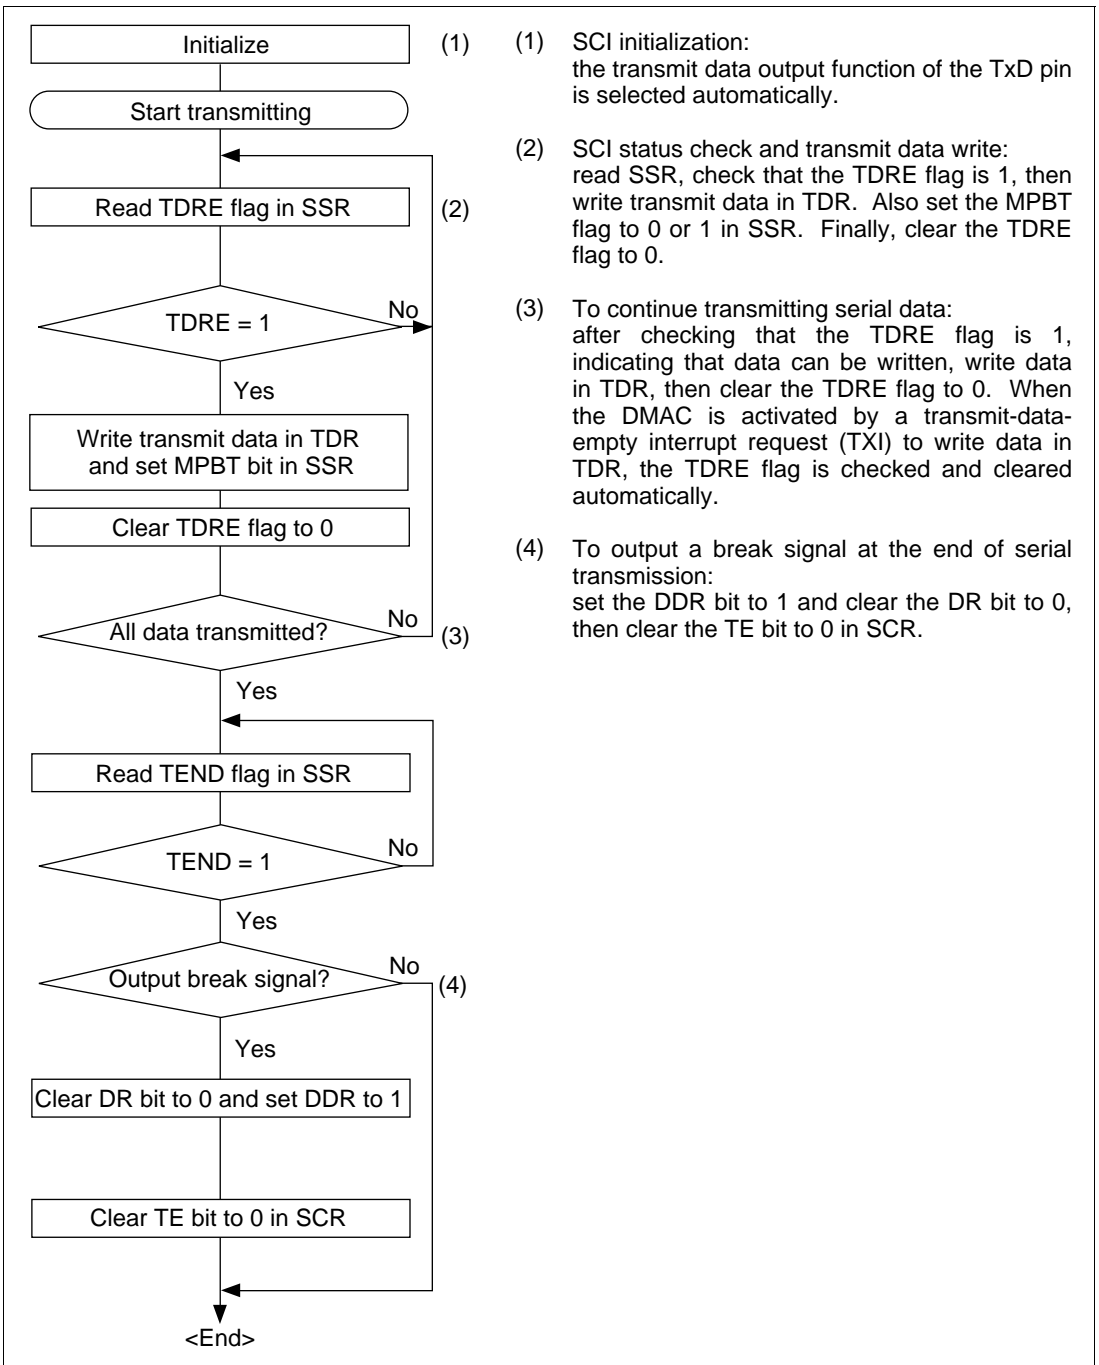 Initialize
(1)
Start transmitting
Read TDRE flag in SSR
(2)
TDRE = 1
No
Yes
Write transmit data in TDR
and set MPBT bit in SSR
Clear TDRE flag to 0
All data transmitted?
No
(3)
Yes
Read TEND flag in SSR
TEND = 1
No
Yes
Output break signal?
No
(4)
Yes
Clear DR bit to 0 and set DDR to 1
Clear TE bit to 0 in SCR
<End>
(1) SCI initialization:
the transmit data output function of the TxD pin
is selected automatically.
(2) SCI status check and transmit data write:
read SSR, check that the TDRE flag is 1, then
write transmit data in TDR. Also set the MPBT
flag to 0 or 1 in SSR. Finally, clear the TDRE
flag to 0.
(3) To continue transmitting serial data:
after checking that the TDRE flag is 1,
indicating that data can be written, write data
in TDR, then clear the TDRE flag to 0. When
the DMAC is activated by a transmit-data-
empty interrupt request (TXI) to write data in
TDR, the TDRE flag is checked and cleared
automatically.
(4) To output a break signal at the end of serial
transmission:
set the DDR bit to 1 and clear the DR bit to 0,
then clear the TE bit to 0 in SCR.